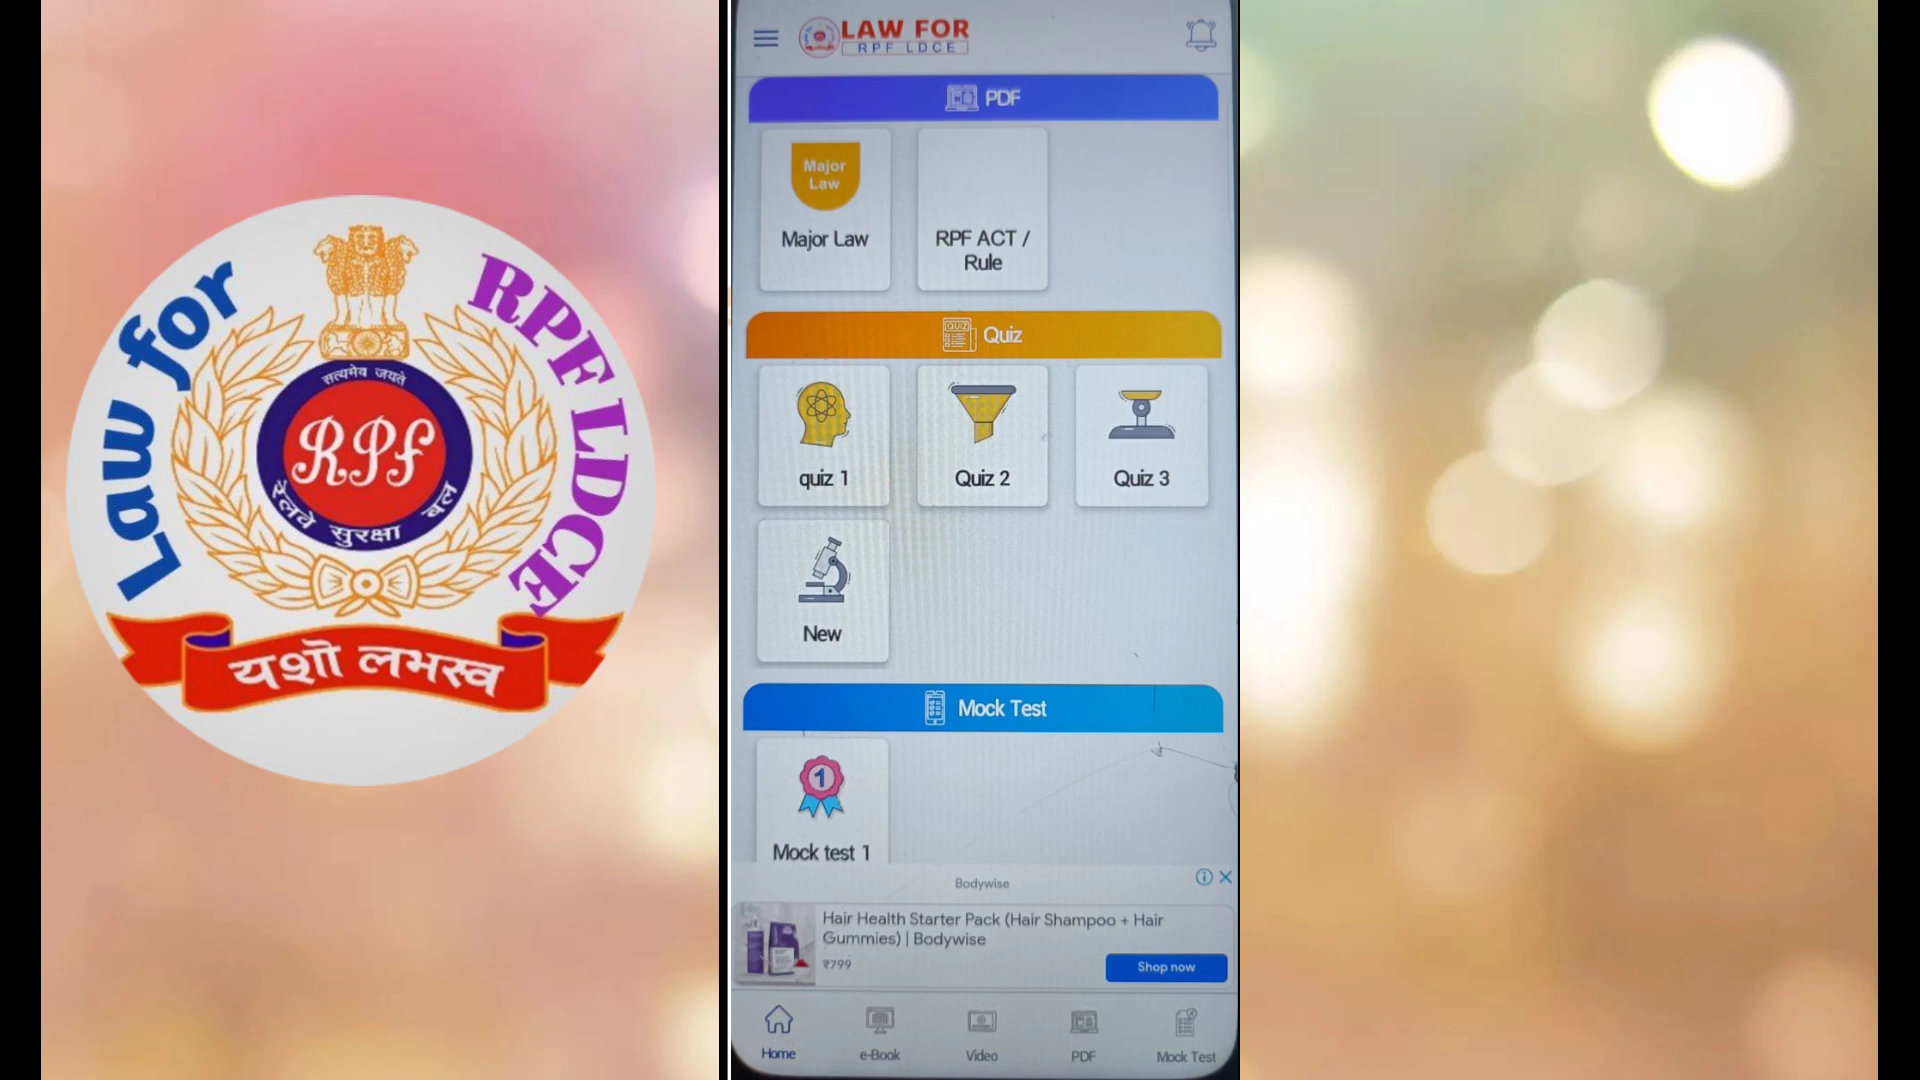 Law for
RPF LDCE
सत्यमेव जयते
RPf
रेलवे सुरक्षा बल
यशो लभस्व
LAW FOR
RPF LDCE
PDF
Major
Law
Major Law
RPF ACT /
Rule
QUIZ
Quiz
quiz 1
Quiz 2
Quiz 3
New
Mock Test
1
Mock test 1
Bodywise
Hair Health Starter Pack (Hair Shampoo + Hair
Gummies) | Bodywise
₹799
Shop now
Home
e-Book
Video
PDF
Mock Test